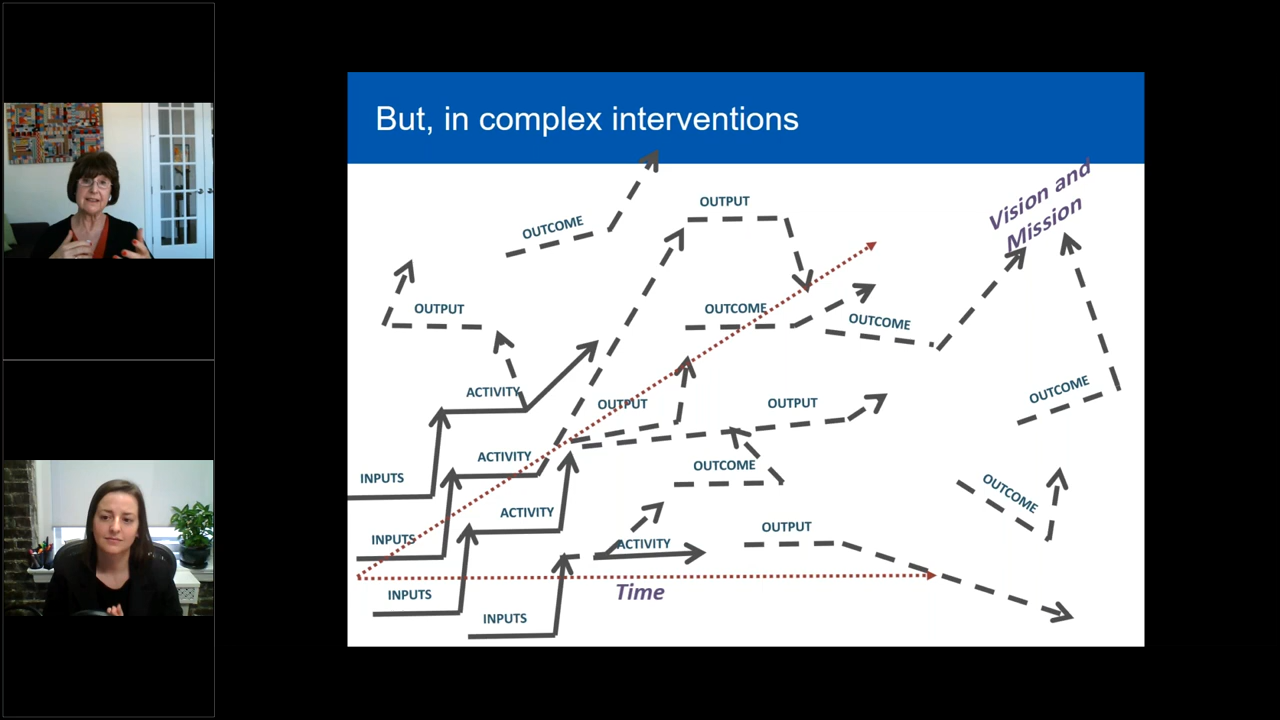 But, in complex interventions
Vision and
Mission
OUTPUT
OUTCOME
OUTPUT
OUTCOME
OUTCOME
ACTIVITY
OUTPUT
OUTPUT
OUTCOME
ACTIVITY
OUTCOME
INPUTS
ACTIVITY
OUTCOME
INPUTS
ACTIVITY
OUTPUT
INPUTS
Time
INPUTS